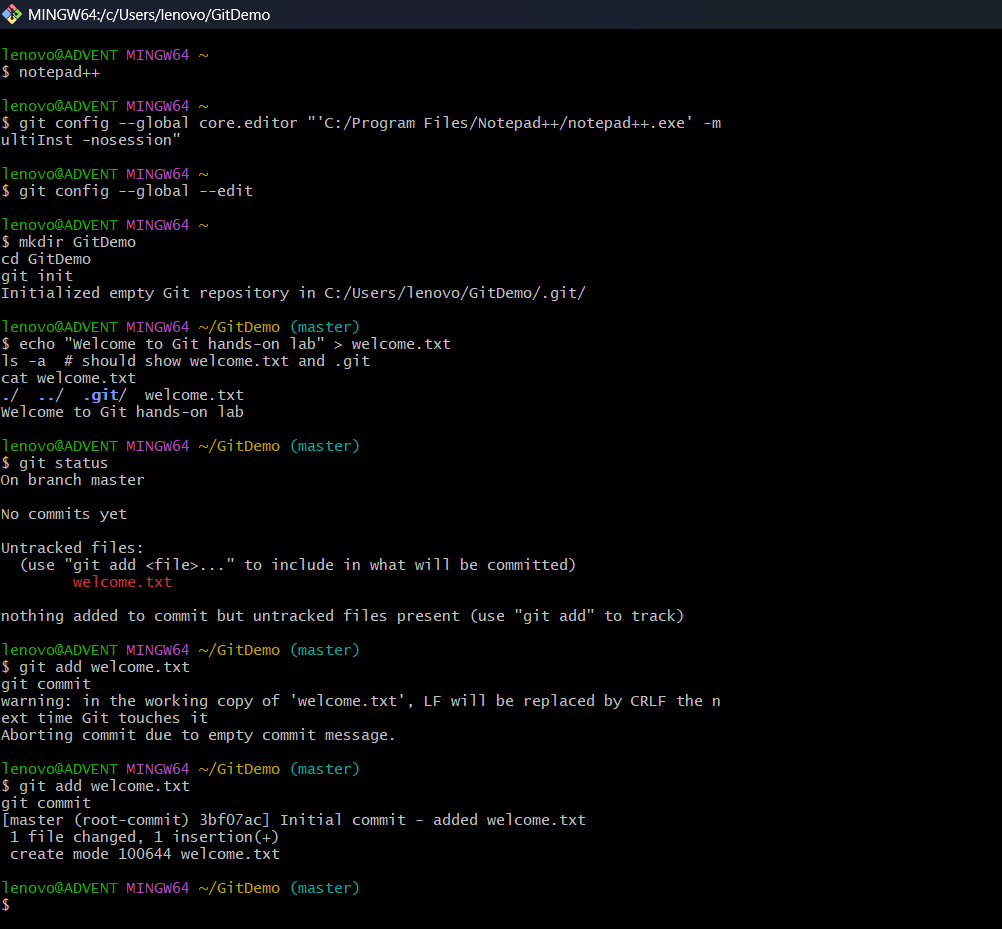 MINGW64:/c/Users/lenovo/GitDemo
lenovo@ADVENT MINGW64 ~
$ notepad++
lenovo@ADVENT MINGW64 ~
$ git config --global core.editor "'C:/Program Files/Notepad++/notepad++.exe' -m
ultiInst -nosession"
lenovo@ADVENT MINGW64 ~
$ git config --global --edit
lenovo@ADVENT MINGW64 ~
$ mkdir GitDemo
cd GitDemo
git init
Initialized empty Git repository in C:/Users/lenovo/GitDemo/.git/
lenovo@ADVENT MINGW64 ~/GitDemo (master)
$ echo "Welcome to Git hands-on lab" > welcome.txt
ls -a  # should show welcome.txt and .git
cat welcome.txt
./  ../  .git/  welcome.txt
Welcome to Git hands-on lab
lenovo@ADVENT MINGW64 ~/GitDemo (master)
$ git status
On branch master
No commits yet
Untracked files:
  (use "git add <file>..." to include in what will be committed)
        welcome.txt
nothing added to commit but untracked files present (use "git add" to track)
lenovo@ADVENT MINGW64 ~/GitDemo (master)
$ git add welcome.txt
git commit
warning: in the working copy of 'welcome.txt', LF will be replaced by CRLF the n
ext time Git touches it
Aborting commit due to empty commit message.
lenovo@ADVENT MINGW64 ~/GitDemo (master)
$ git add welcome.txt
git commit
[master (root-commit) 3bf07ac] Initial commit - added welcome.txt
 1 file changed, 1 insertion(+)
 create mode 100644 welcome.txt
lenovo@ADVENT MINGW64 ~/GitDemo (master)
$